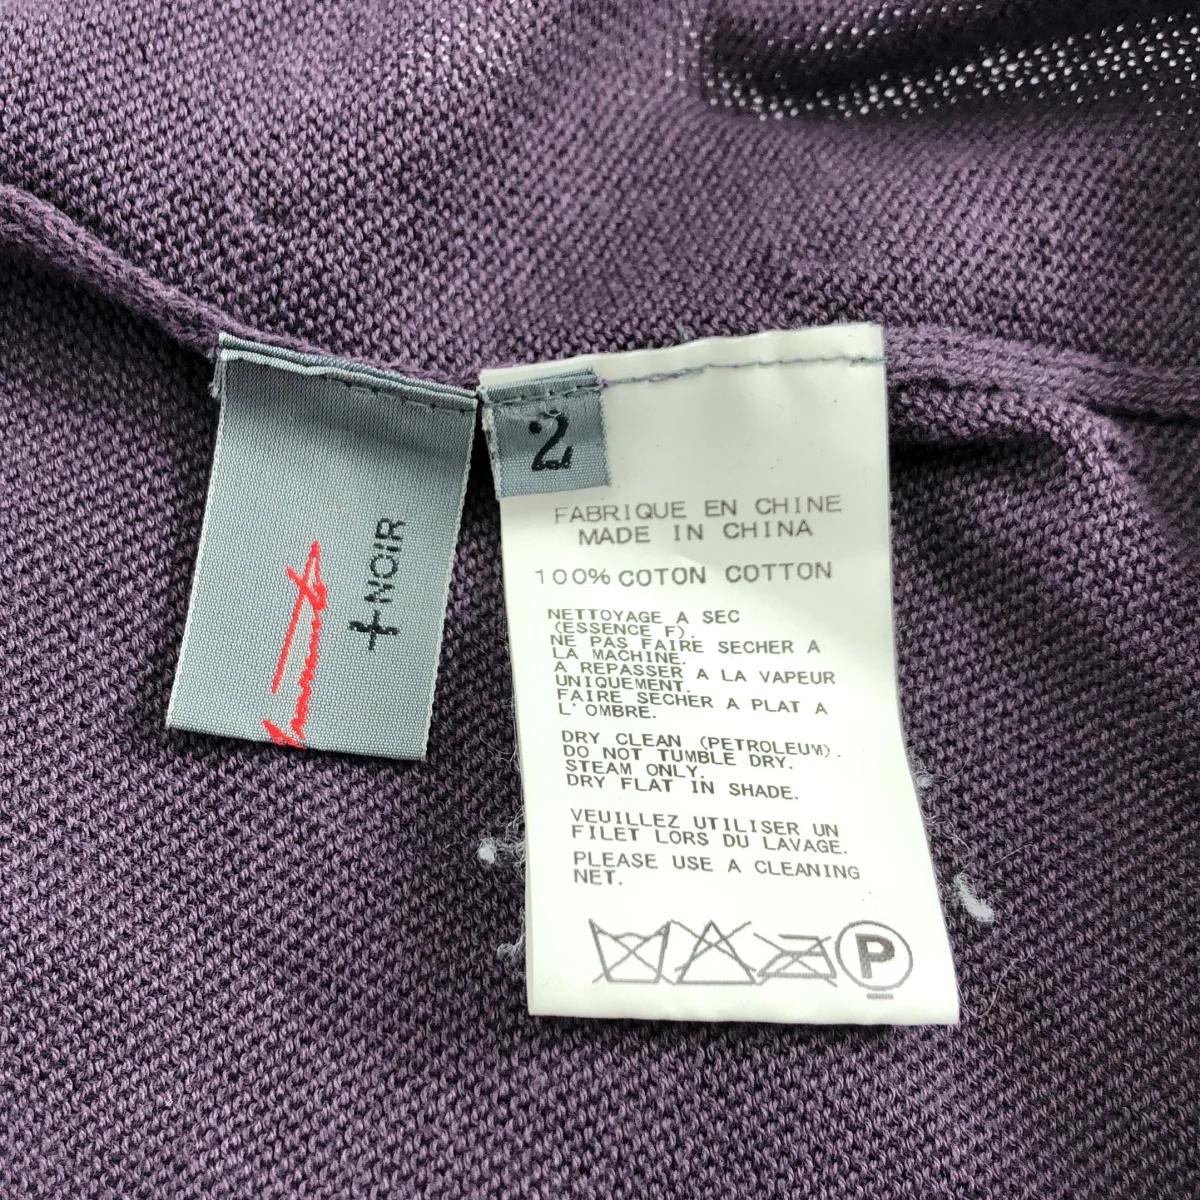 +NOIR
2
FABRIQUE EN CHINE
MADE IN CHINA
100% COTON COTTON
NETTOYAGE A SEC
(ESSENCE F).
NE PAS FAIRE SECHER A
LA MACHINE.
A REPASSER A LA VAPEUR
UNIQUEMENT.
FAIRE SECHER A PLAT A
L'OMBRE.
DRY CLEAN (PETROLEUM).
DO NOT TUMBLE DRY.
STEAM ONLY.
DRY FLAT IN SHADE.
VEUILLEZ UTILISER UN
FILET LORS DU LAVAGE.
PLEASE USE A CLEANING
NET.
P